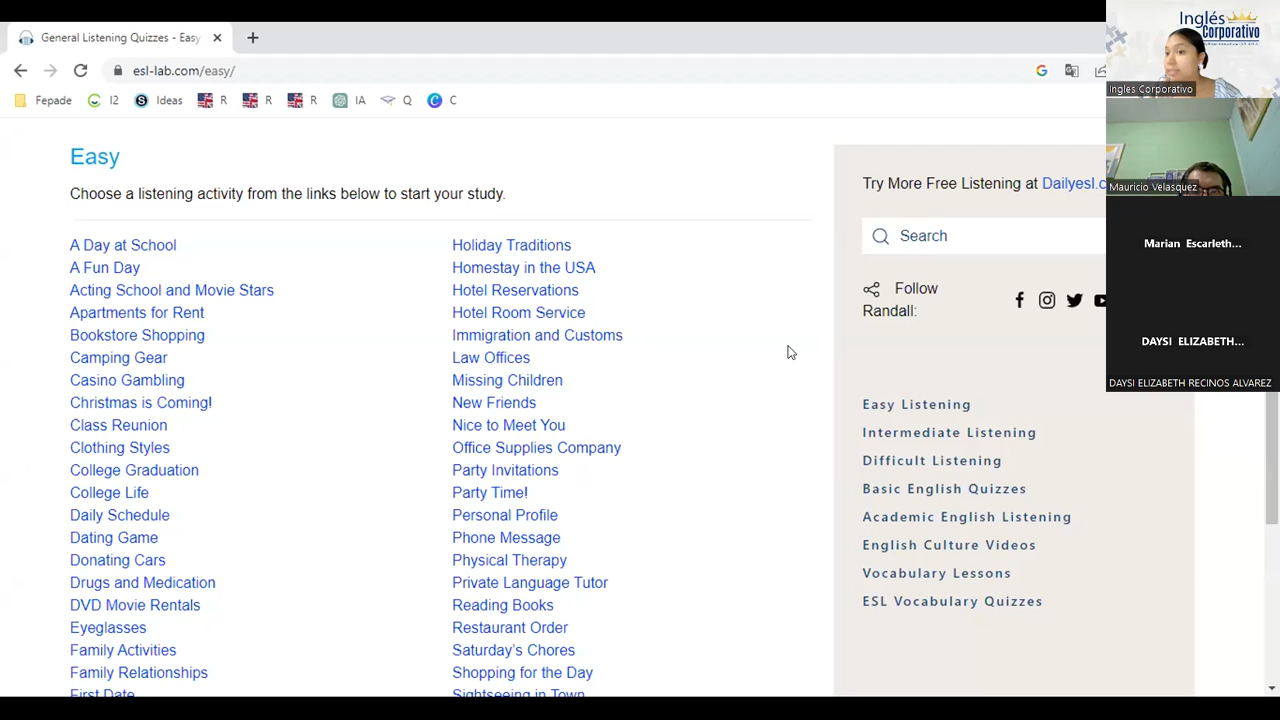 General Listening Quizzes - Easy
esl-lab.com/easy/
Fepade
I2
Ideas
R
R
R
IA
Q
C
Easy
Choose a listening activity from the links below to start your study.
A Day at School
A Fun Day
Acting School and Movie Stars
Apartments for Rent
Bookstore Shopping
Camping Gear
Casino Gambling
Christmas is Coming!
Class Reunion
Clothing Styles
College Graduation
College Life
Daily Schedule
Dating Game
Donating Cars
Drugs and Medication
DVD Movie Rentals
Eyeglasses
Family Activities
Family Relationships
First Date
Holiday Traditions
Homestay in the USA
Hotel Reservations
Hotel Room Service
Immigration and Customs
Law Offices
Missing Children
New Friends
Nice to Meet You
Office Supplies Company
Party Invitations
Party Time!
Personal Profile
Phone Message
Physical Therapy
Private Language Tutor
Reading Books
Restaurant Order
Saturday's Chores
Shopping for the Day
Sightseeing in Town
Try More Free Listening at Dailyesl.c
Search
Follow
Randall:
Easy Listening
Intermediate Listening
Difficult Listening
Basic English Quizzes
Academic English Listening
English Culture Videos
Vocabulary Lessons
ESL Vocabulary Quizzes
Inglés
Corporativo
Ingles Corporativo
Mauricio Velasquez
Marian Escarleth...
DAYSI ELIZABETH...
DAYSI ELIZABETH RECINOS ALVAREZ